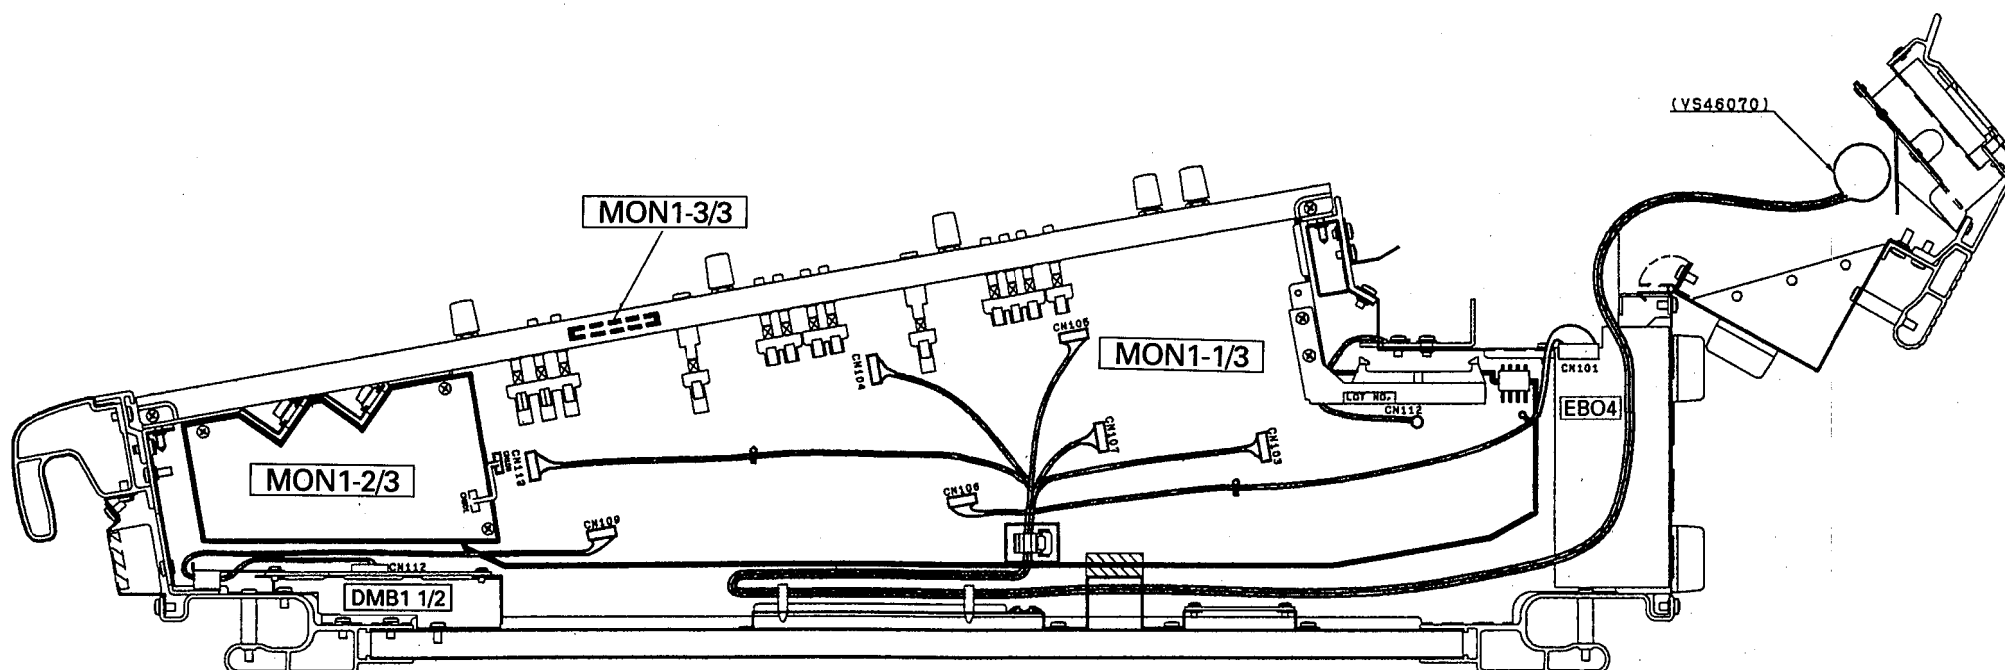 (VS46070)
MON1-3/3
CN105
MON1-1/3
CN104
CN101
LOT NO.
CN112
EBO4
CN107
CN103
CN113
MON1-2/3
CN106
CN109
CN112
DMB1 1/2